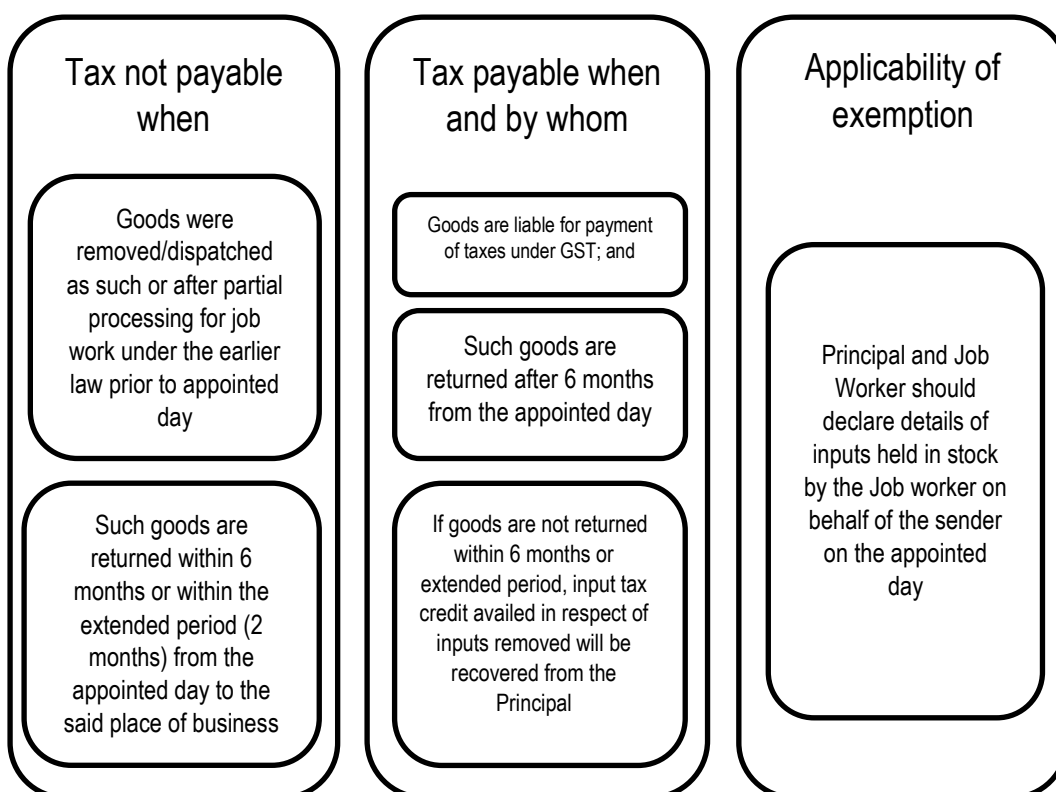 Tax not payable
when
Goods were
removed/dispatched
as such or after partial
processing for job
work under the earlier
law prior to appointed
day
Such goods are
returned within 6
months or within the
extended period (2
months) from the
appointed day to the
said place of business
Tax payable when
and by whom
Goods are liable for payment
of taxes under GST; and
Such goods are
returned after 6 months
from the appointed day
If goods are not returned
within 6 months or
extended period, input tax
credit availed in respect of
inputs removed will be
recovered from the
Principal
Applicability of
exemption
Principal and Job
Worker should
declare details of
inputs held in stock
by the Job worker on
behalf of the sender
on the appointed
day